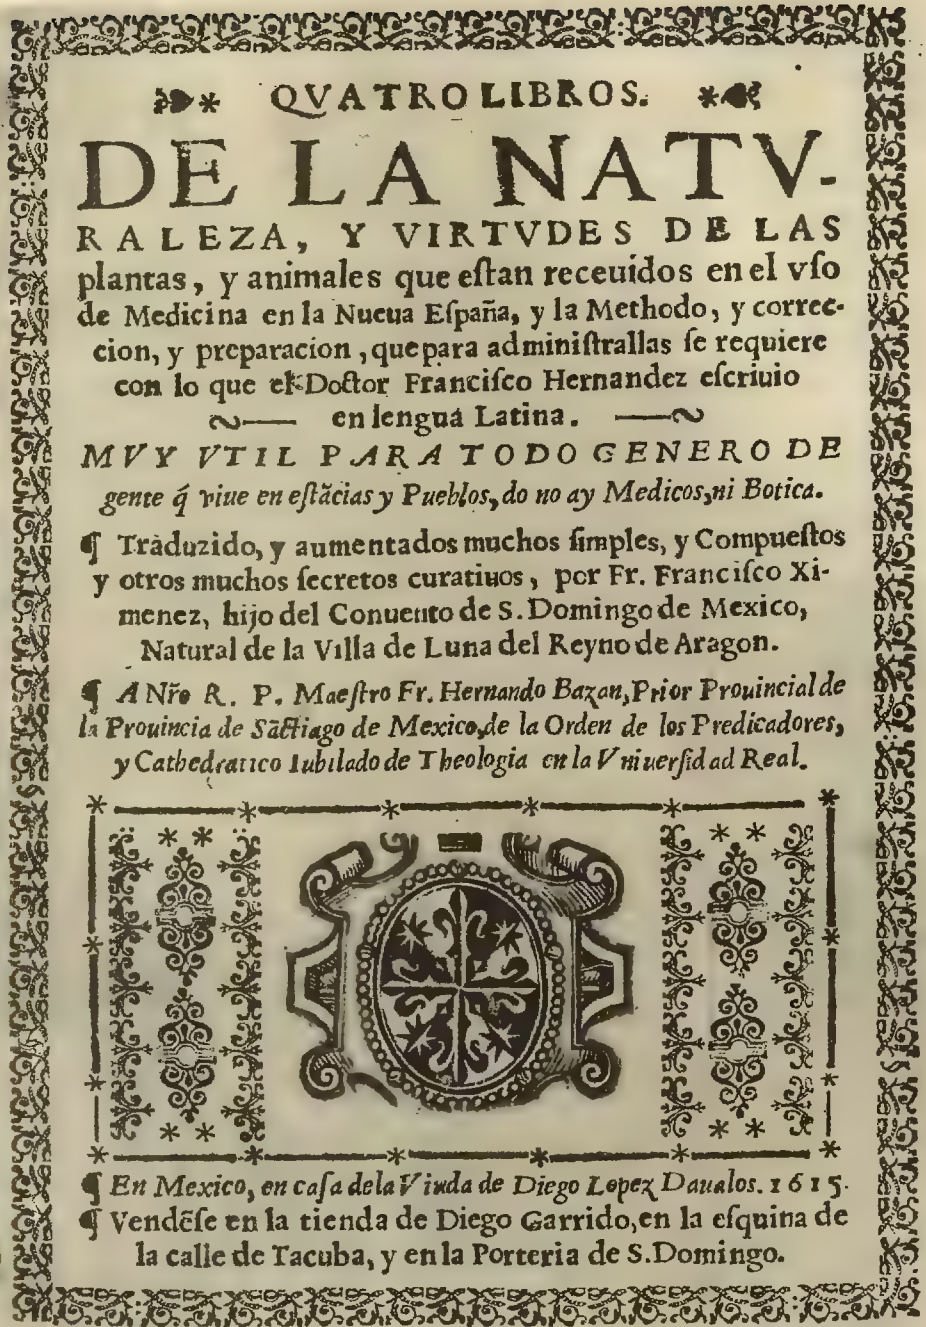 QVATRO LIBROS.
DE LA NATV-
RALEZA, Y VIRTVDES DE LAS
plantas, y animales que eſtan receuidos en el vſo
de Medicina en la Nueua Eſpaña, y la Methodo, y correc-
cion, y preparacion, que para adminiſtrallas ſe requiere
con lo que el Doctor Franciſco Hernandez eſcriuio
en lengua Latina.
MVY VTIL PARA TODO GENERO DE
gente q̃ viue en eſtãcias y Pueblos, do no ay Medicos, ni Botica.
¶ Traduzido, y aumentados muchos ſimples, y Compueſtos
y otros muchos ſecretos curatiuos, por Fr. Franciſco Xi-
menez, hijo del Conuento de S. Domingo de Mexico,
Natural de la Villa de Luna del Reyno de Aragon.
¶ A Nr̃o R. P. Maeſtro Fr. Hernando Bazan, Prior Prouincial de
la Prouincia de Sãctiago de Mexico, de la Orden de los Predicadores,
y Cathedratico Iubilado de Theologia en la Vniuerſidad Real.
¶ En Mexico, en caſa de la Viuda de Diego Lopez Daualos. 1615.
¶ Vendẽſe en la tienda de Diego Garrido, en la eſquina de
la calle de Tacuba, y en la Porteria de S. Domingo.